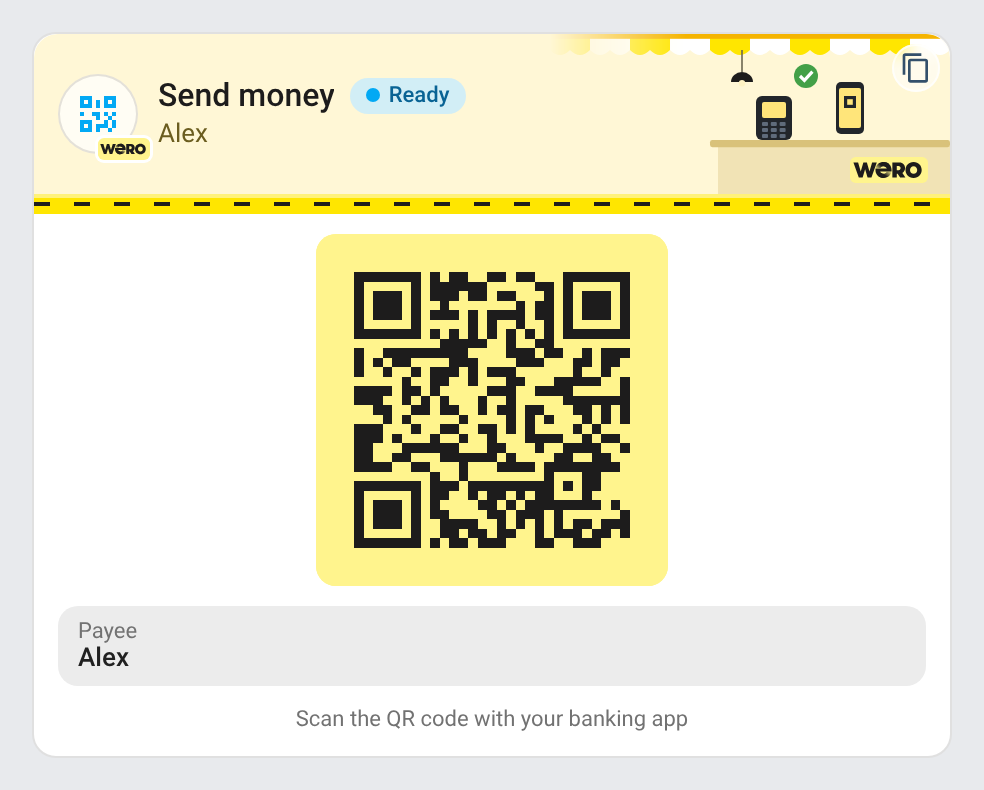 Send money
Ready
Alex
wero
wero
Payee
Alex
Scan the QR code with your banking app